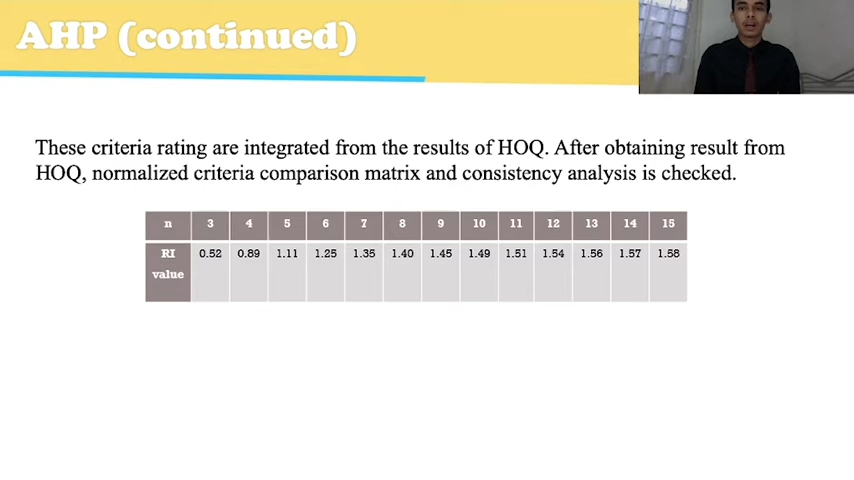 AHP (continued)
These criteria rating are integrated from the results of HOQ. After obtaining result from
HOQ, normalized criteria comparison matrix and consistency analysis is checked.
n 3 4 5 6 7 8 9 10 11 12 13 14 15
RI value 0.52 0.89 1.11 1.25 1.35 1.40 1.45 1.49 1.51 1.54 1.56 1.57 1.58